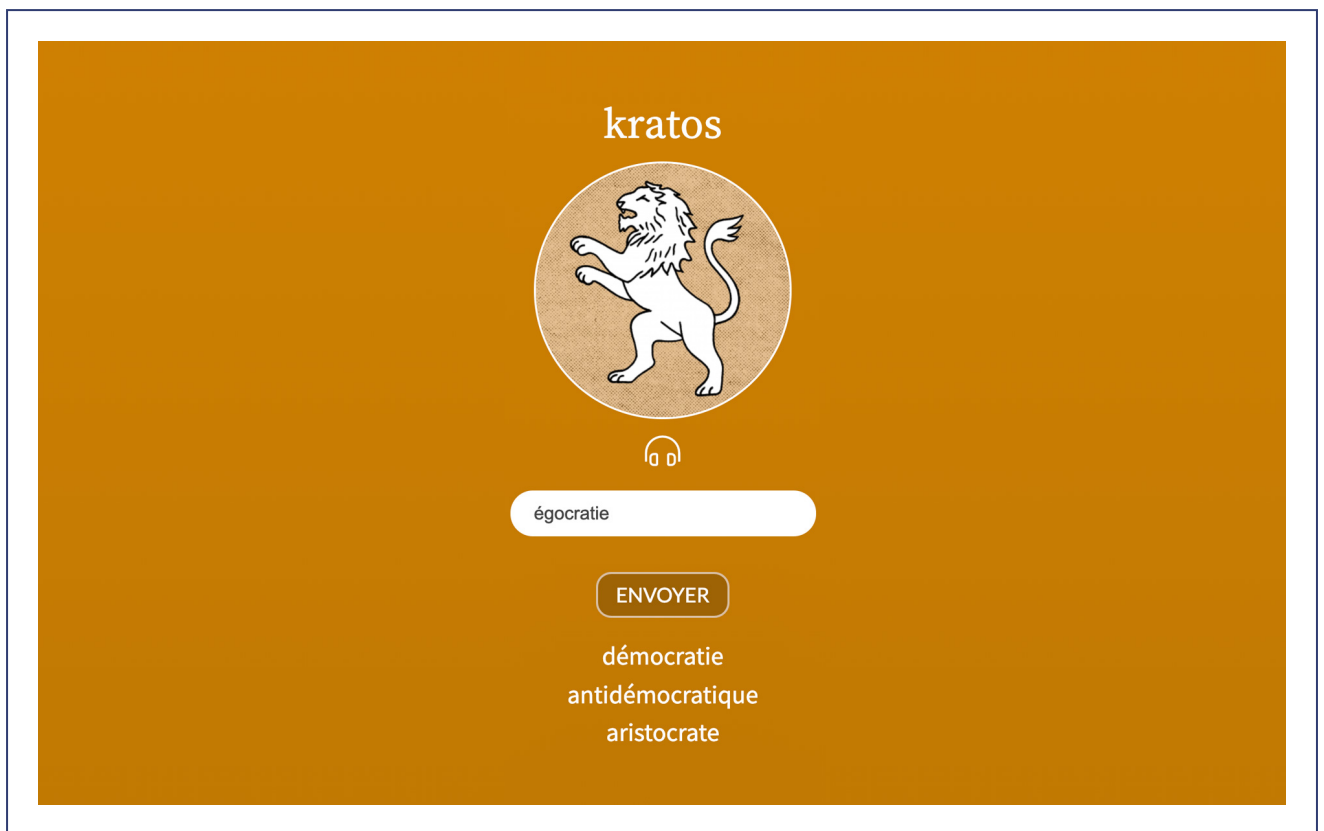 kratos
égocratie
ENVOYER
démocratie
antidémocratique
aristocrate